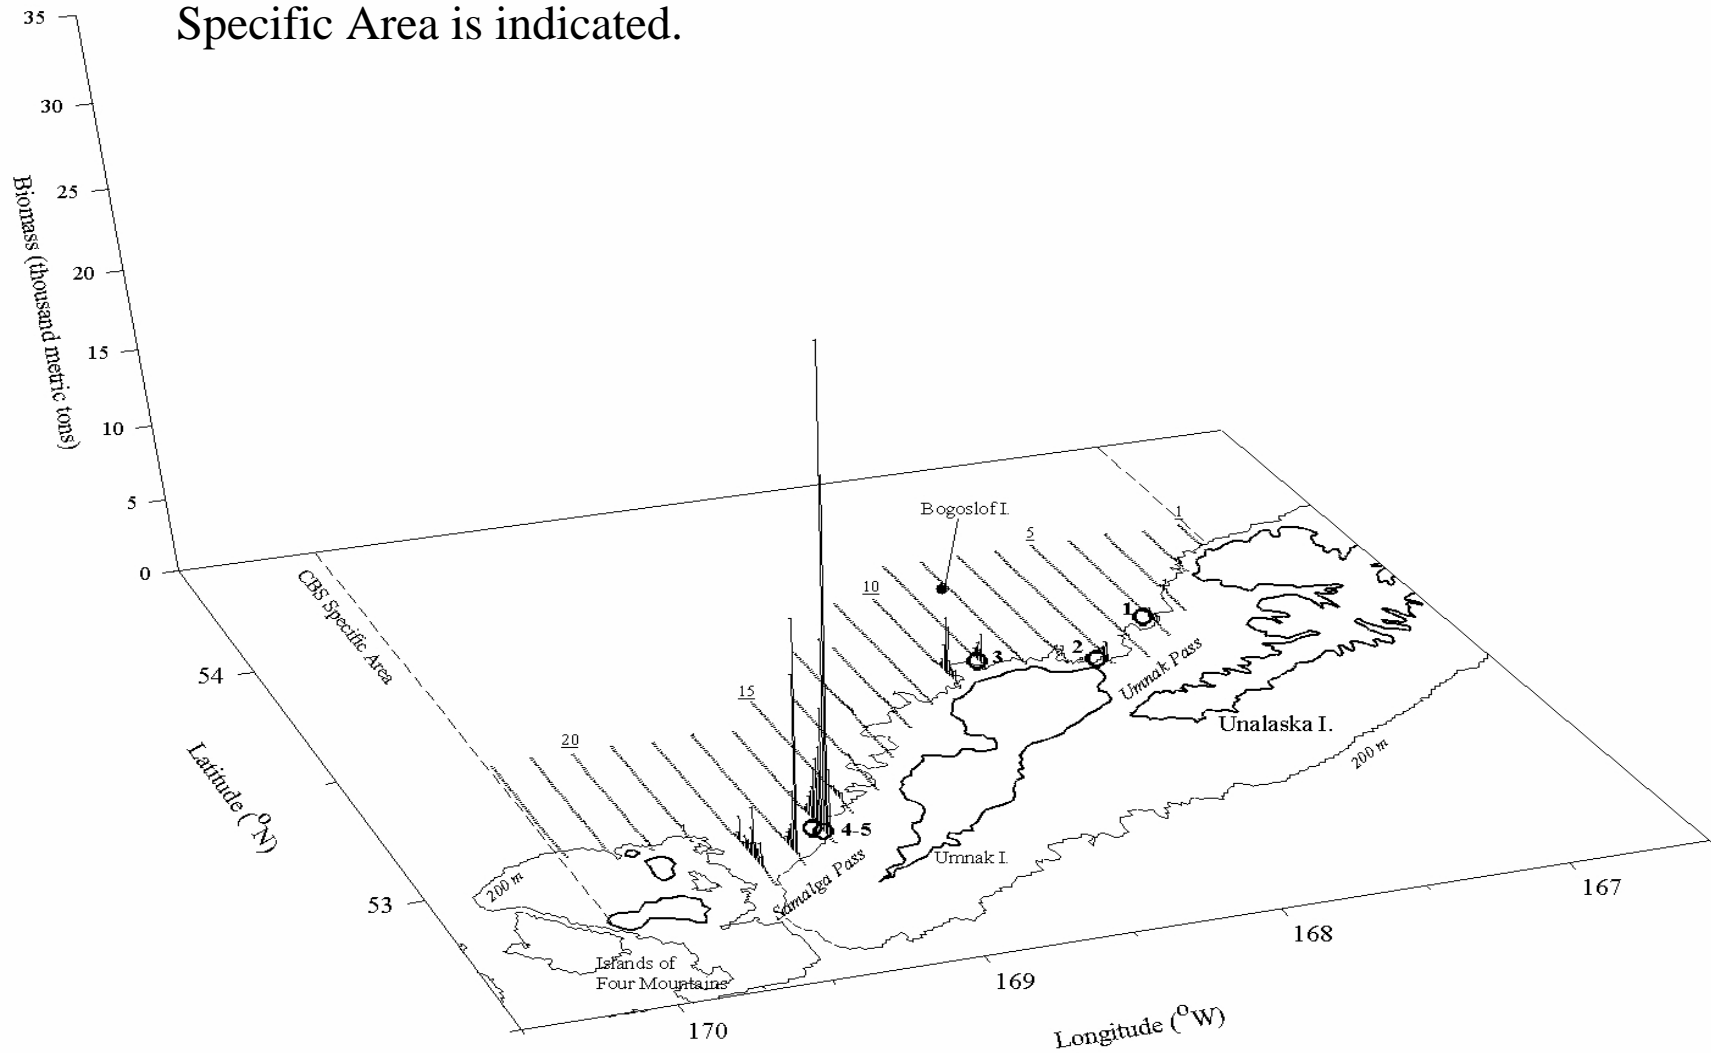 Specific Area is indicated.
35
30
25
20
15
10
5
0
Biomass (thousand metric tons)
CBS Specific Area
Bogoslof I.
1
5
10
15
20
1
2
3
4-5
Umnak Pass
Unalaska I.
200 m
Umnak I.
Samalga Pass
200 m
Islands of
Four Mountains
54
53
Latitude (°N)
170
169
168
167
Longitude (°W)